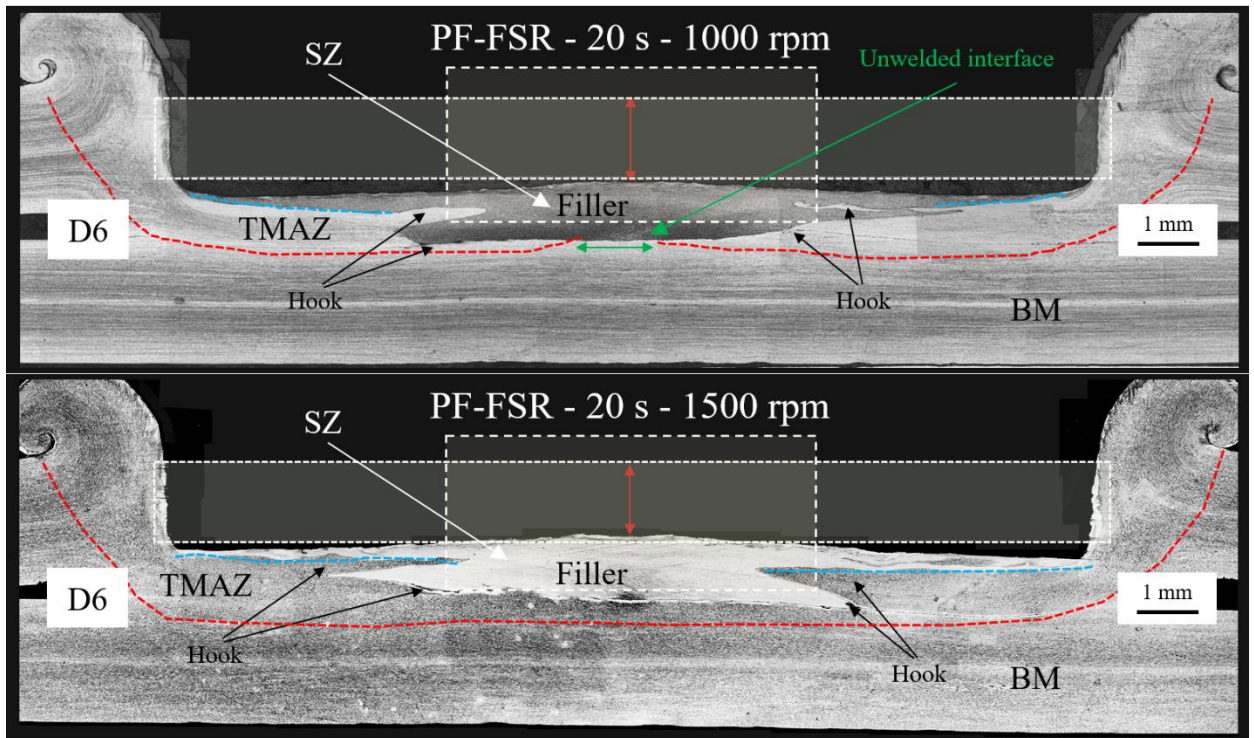 PF-FSR - 20 s - 1000 rpm
SZ
Unwelded interface
Filler
D6
TMAZ
1 mm
Hook
Hook
BM
PF-FSR - 20 s - 1500 rpm
SZ
Filler
TMAZ
D6
1 mm
Hook
Hook
BM